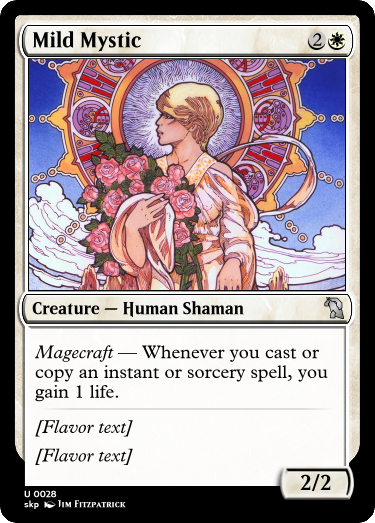 Mild Mystic 2
Creature — Human Shaman
Magecraft — Whenever you cast or
copy an instant or sorcery spell, you
gain 1 life.
[Flavor text]
[Flavor text]
2/2
U 0028
skp Jim Fitzpatrick